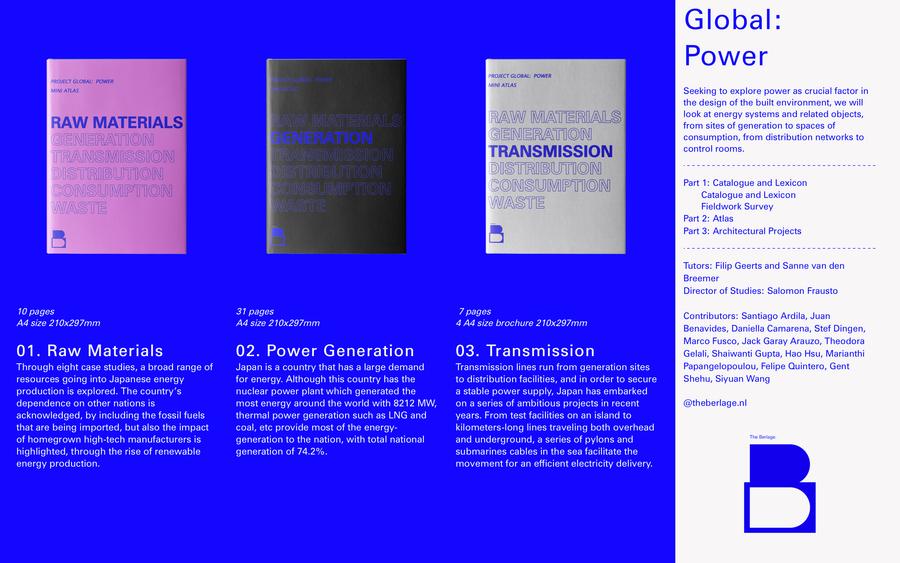 PROJECT GLOBAL: POWER
MINI ATLAS
RAW MATERIALS
GENERATION
TRANSMISSION
DISTRIBUTION
CONSUMPTION
WASTE
10 pages
A4 size 210x297mm
01. Raw Materials
Through eight case studies, a broad range of
resources going into Japanese energy
production is explored. The country's
dependence on other nations is
acknowledged, by including the fossil fuels
that are being imported, but also the impact
of homegrown high-tech manufacturers is
highlighted, through the rise of renewable
energy production.
PROJECT GLOBAL: POWER
MINI ATLAS
RAW MATERIALS
GENERATION
TRANSMISSION
DISTRIBUTION
CONSUMPTION
WASTE
31 pages
A4 size 210x297mm
02. Power Generation
Japan is a country that has a large demand
for energy. Although this country has the
nuclear power plant which generated the
most energy around the world with 8212 MW,
thermal power generation such as LNG and
coal, etc provide most of the energy-
generation to the nation, with total national
generation of 74.2%.
PROJECT GLOBAL: POWER
MINI ATLAS
RAW MATERIALS
GENERATION
TRANSMISSION
DISTRIBUTION
CONSUMPTION
WASTE
7 pages
4 A4 size brochure 210x297mm
03. Transmission
Transmission lines run from generation sites
to distribution facilities, and in order to secure
a stable power supply, Japan has embarked
on a series of ambitious projects in recent
years. From test facilities on an island to
kilometers-long lines traveling both overhead
and underground, a series of pylons and
submarines cables in the sea facilitate the
movement for an efficient electricity delivery.
Global:
Power
Seeking to explore power as crucial factor in
the design of the built environment, we will
look at energy systems and related objects,
from sites of generation to spaces of
consumption, from distribution networks to
control rooms.
Part 1: Catalogue and Lexicon
Catalogue and Lexicon
Fieldwork Survey
Part 2: Atlas
Part 3: Architectural Projects
Tutors: Filip Geerts and Sanne van den
Breemer
Director of Studies: Salomon Frausto
Contributors: Santiago Ardila, Juan
Benavides, Daniella Camarena, Stef Dingen,
Marco Fusco, Jack Garay Arauzo, Theodora
Gelali, Shaiwanti Gupta, Hao Hsu, Marianthi
Papangelopoulou, Felipe Quintero, Gent
Shehu, Siyuan Wang
@theberlage.nl
The Berlage
B